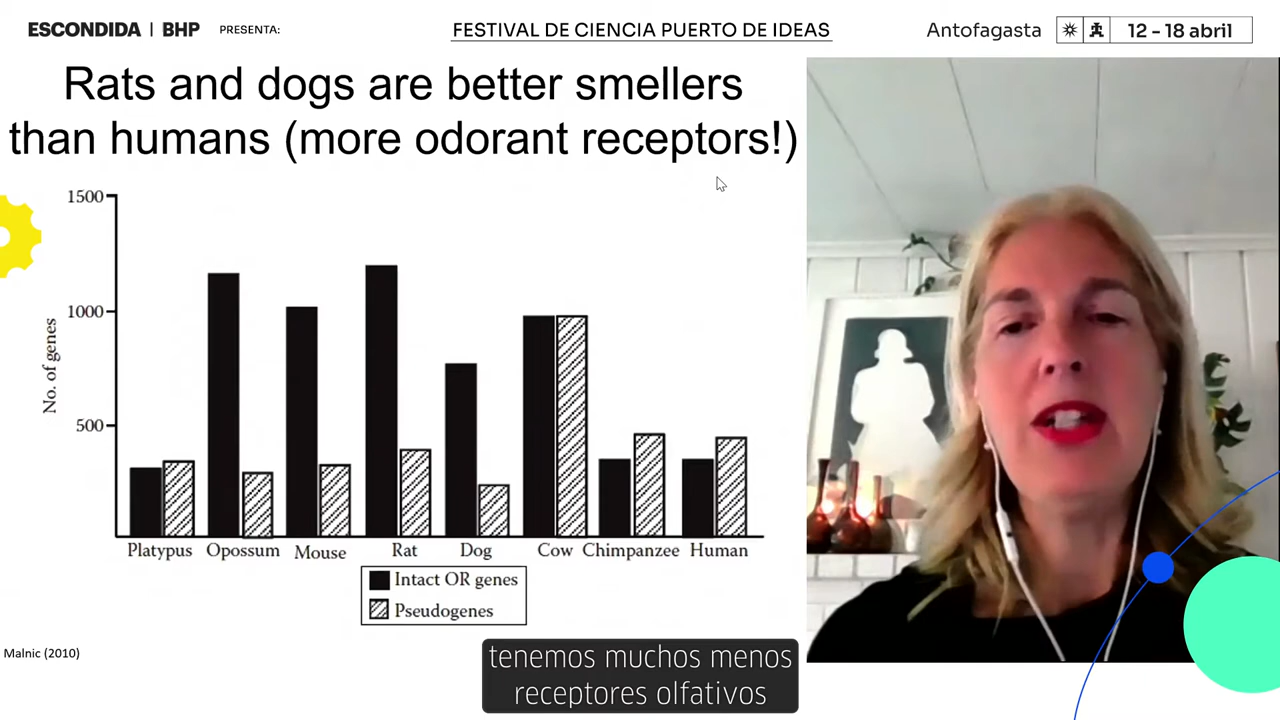 ESCONDIDA | BHP PRESENTA:
FESTIVAL DE CIENCIA PUERTO DE IDEAS
Antofagasta
12 – 18 abril
Rats and dogs are better smellers
than humans (more odorant receptors!)
1500
1000
500
No. of genes
Platypus Opossum Mouse Rat Dog Cow Chimpanzee Human
Intact OR genes
Pseudogenes
Malnic (2010)
tenemos muchos menos
receptores olfativos